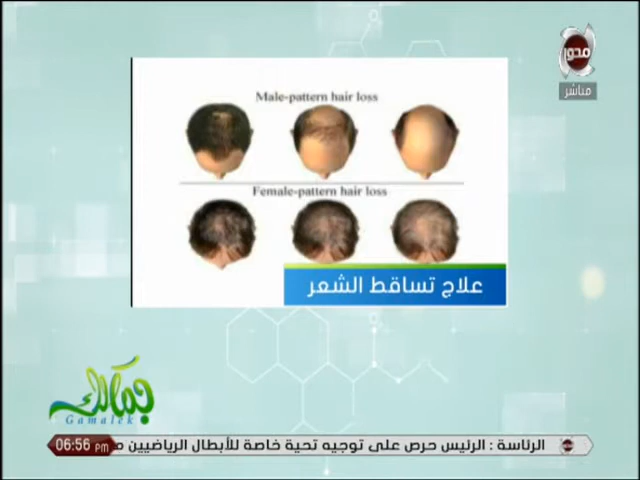 محور
مباشر
Male-pattern hair loss
Female-pattern hair loss
علاج تساقط الشعر
جمالك
Gamalek
الرئاسة : الرئيس حرص على توجيه تحية خاصة للأبطال الرياضيين
06:56 PM